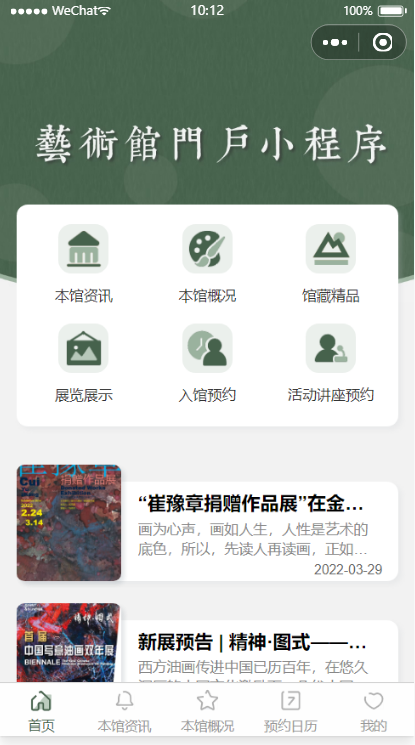 WeChat 10:12 100%
藝術館門戶小程序
本馆资讯 本馆概况 馆藏精品
展览展示 入馆预约 活动讲座预约
崔豫章
捐赠作品展
Cui
2.24
3.14
“崔豫章捐赠作品展”在金…
画为心声，画如人生，人性是艺术的
底色，所以，先读人再读画，正如…
2022-03-29
精神·图式
首届
中国写意油画双年展
BIENNALE
新展预告 | 精神·图式——…
西方油画传进中国已历百年，在悠久
7
首页 本馆资讯 本馆概况 预约日历 我的